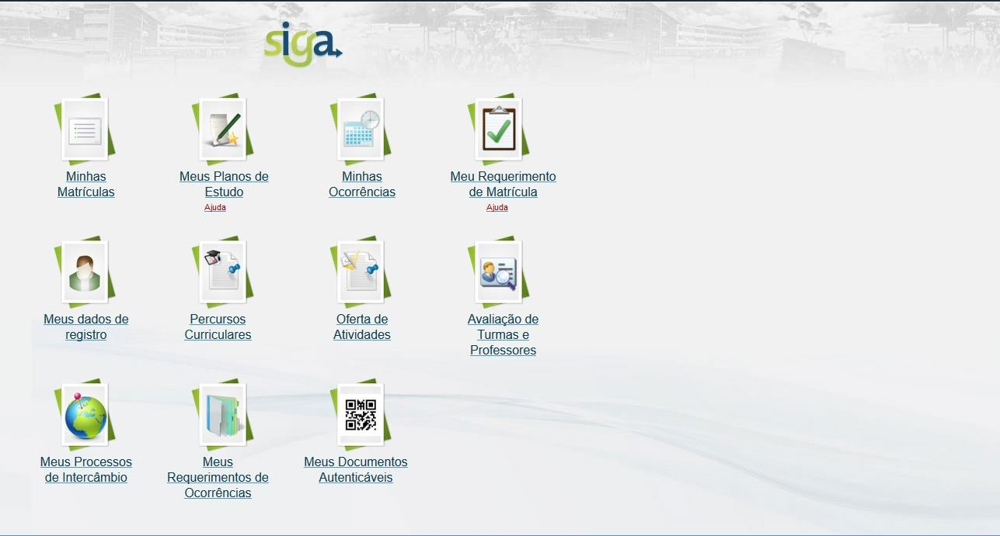 siga
Minhas
Matrículas
Meus Planos de
Estudo
Ajuda
Minhas
Ocorrências
Meu Requerimento
de Matrícula
Ajuda
Meus dados de
registro
Percursos
Curriculares
Oferta de
Atividades
Avaliação de
Turmas e
Professores
Meus Processos
de Intercâmbio
Meus
Requerimentos de
Ocorrências
Meus Documentos
Autenticáveis